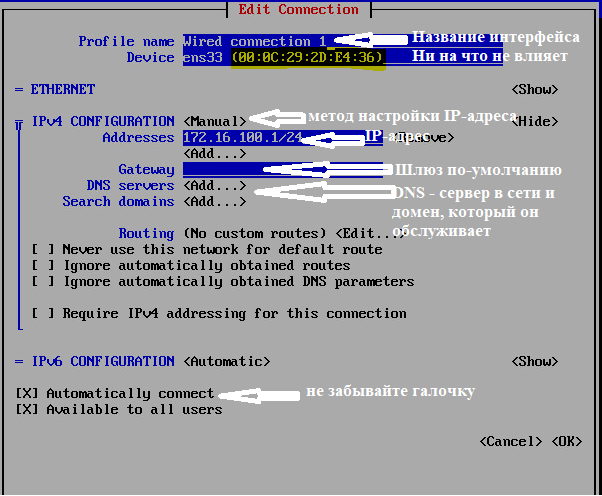 Edit Connection
Profile name Wired connection 1 Название интерфейса
Device ens33 (00:0C:29:2D:E4:36) Ни на что не влияет
= ETHERNET <Show>
= IPv4 CONFIGURATION <Manual> метод настройки IP-адреса <Hide>
Addresses 172.16.100.1/24 IP-адрес <Remove>
<Add...>
Gateway Шлюз по-умолчанию
DNS servers <Add...> DNS - сервер в сети и
Search domains <Add...> домен, который он
обслуживает
Routing (No custom routes) <Edit...>
[ ] Never use this network for default route
[ ] Ignore automatically obtained routes
[ ] Ignore automatically obtained DNS parameters
[ ] Require IPv4 addressing for this connection
= IPv6 CONFIGURATION <Automatic> <Show>
[X] Automatically connect не забывайте галочку
[X] Available to all users
<Cancel> <OK>